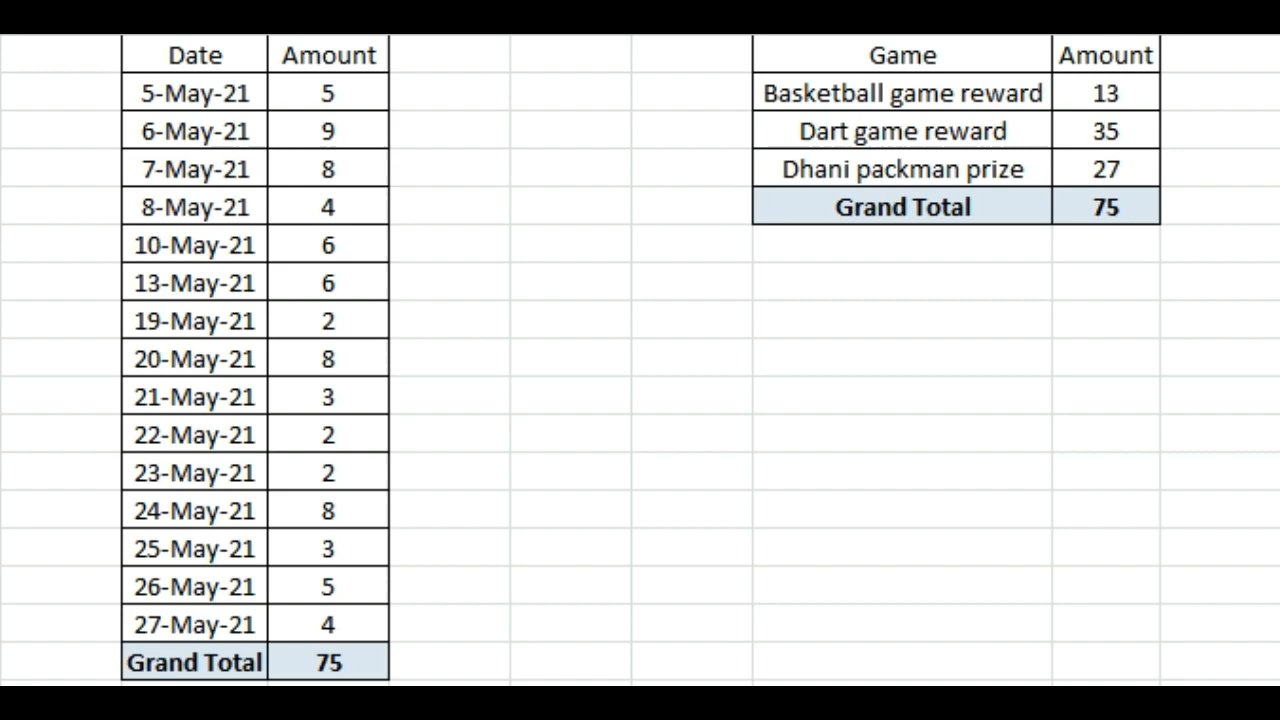 Date Amount
5-May-21 5
6-May-21 9
7-May-21 8
8-May-21 4
10-May-21 6
13-May-21 6
19-May-21 2
20-May-21 8
21-May-21 3
22-May-21 2
23-May-21 2
24-May-21 8
25-May-21 3
26-May-21 5
27-May-21 4
Grand Total 75
Game Amount
Basketball game reward 13
Dart game reward 35
Dhani packman prize 27
Grand Total 75